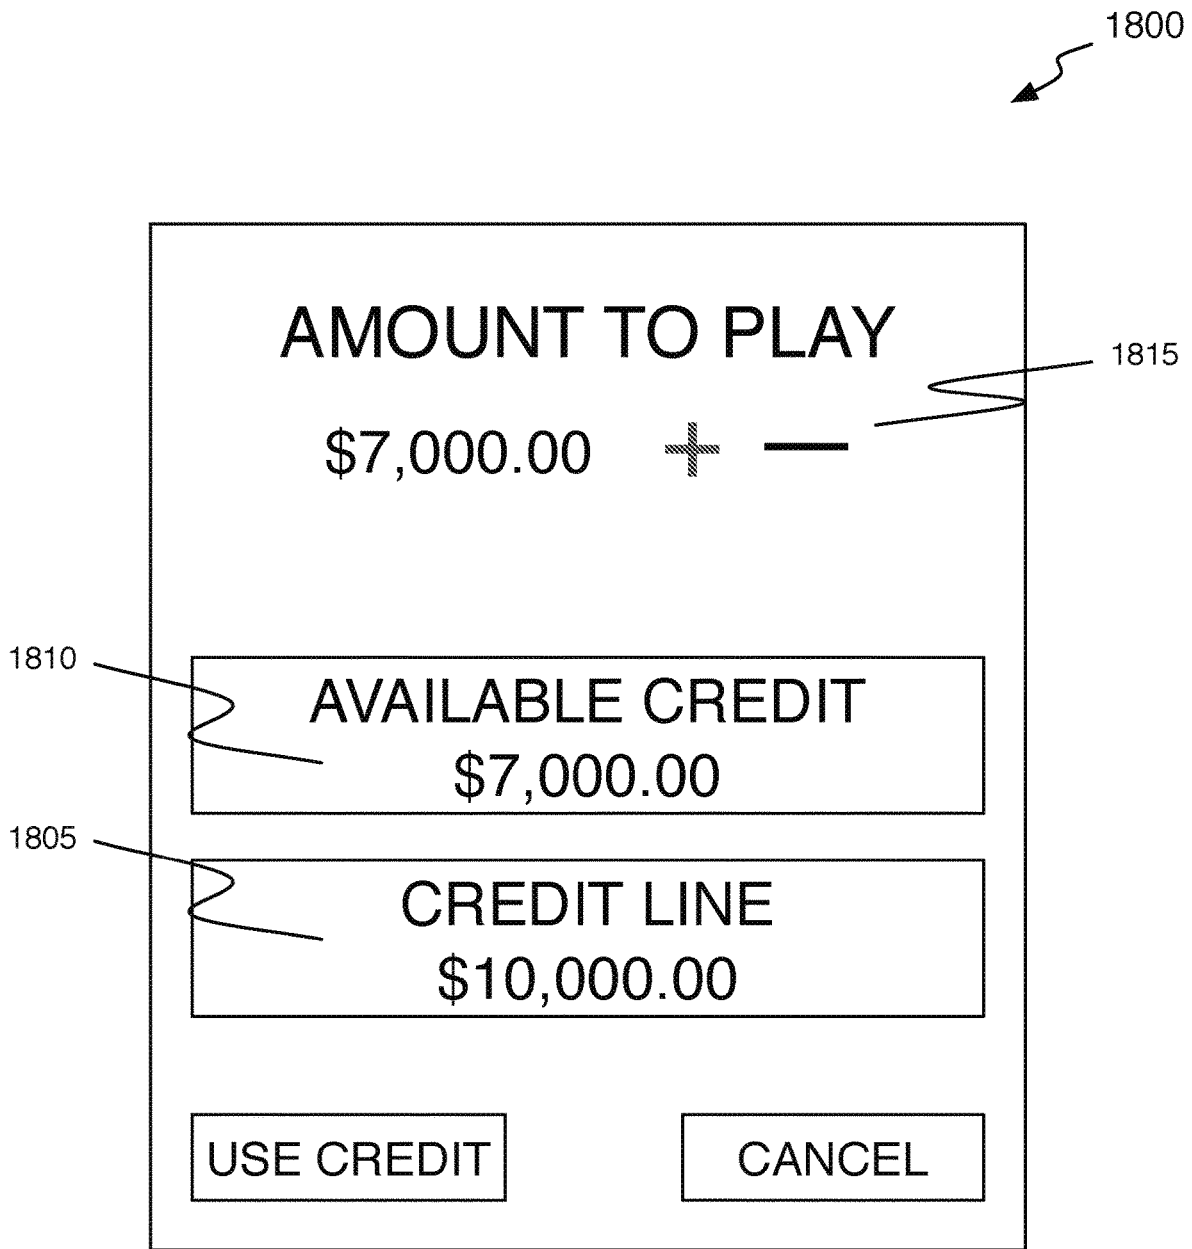 1800
AMOUNT TO PLAY
1815
$7,000.00 + —
1810
AVAILABLE CREDIT
$7,000.00
1805
CREDIT LINE
$10,000.00
USE CREDIT
CANCEL